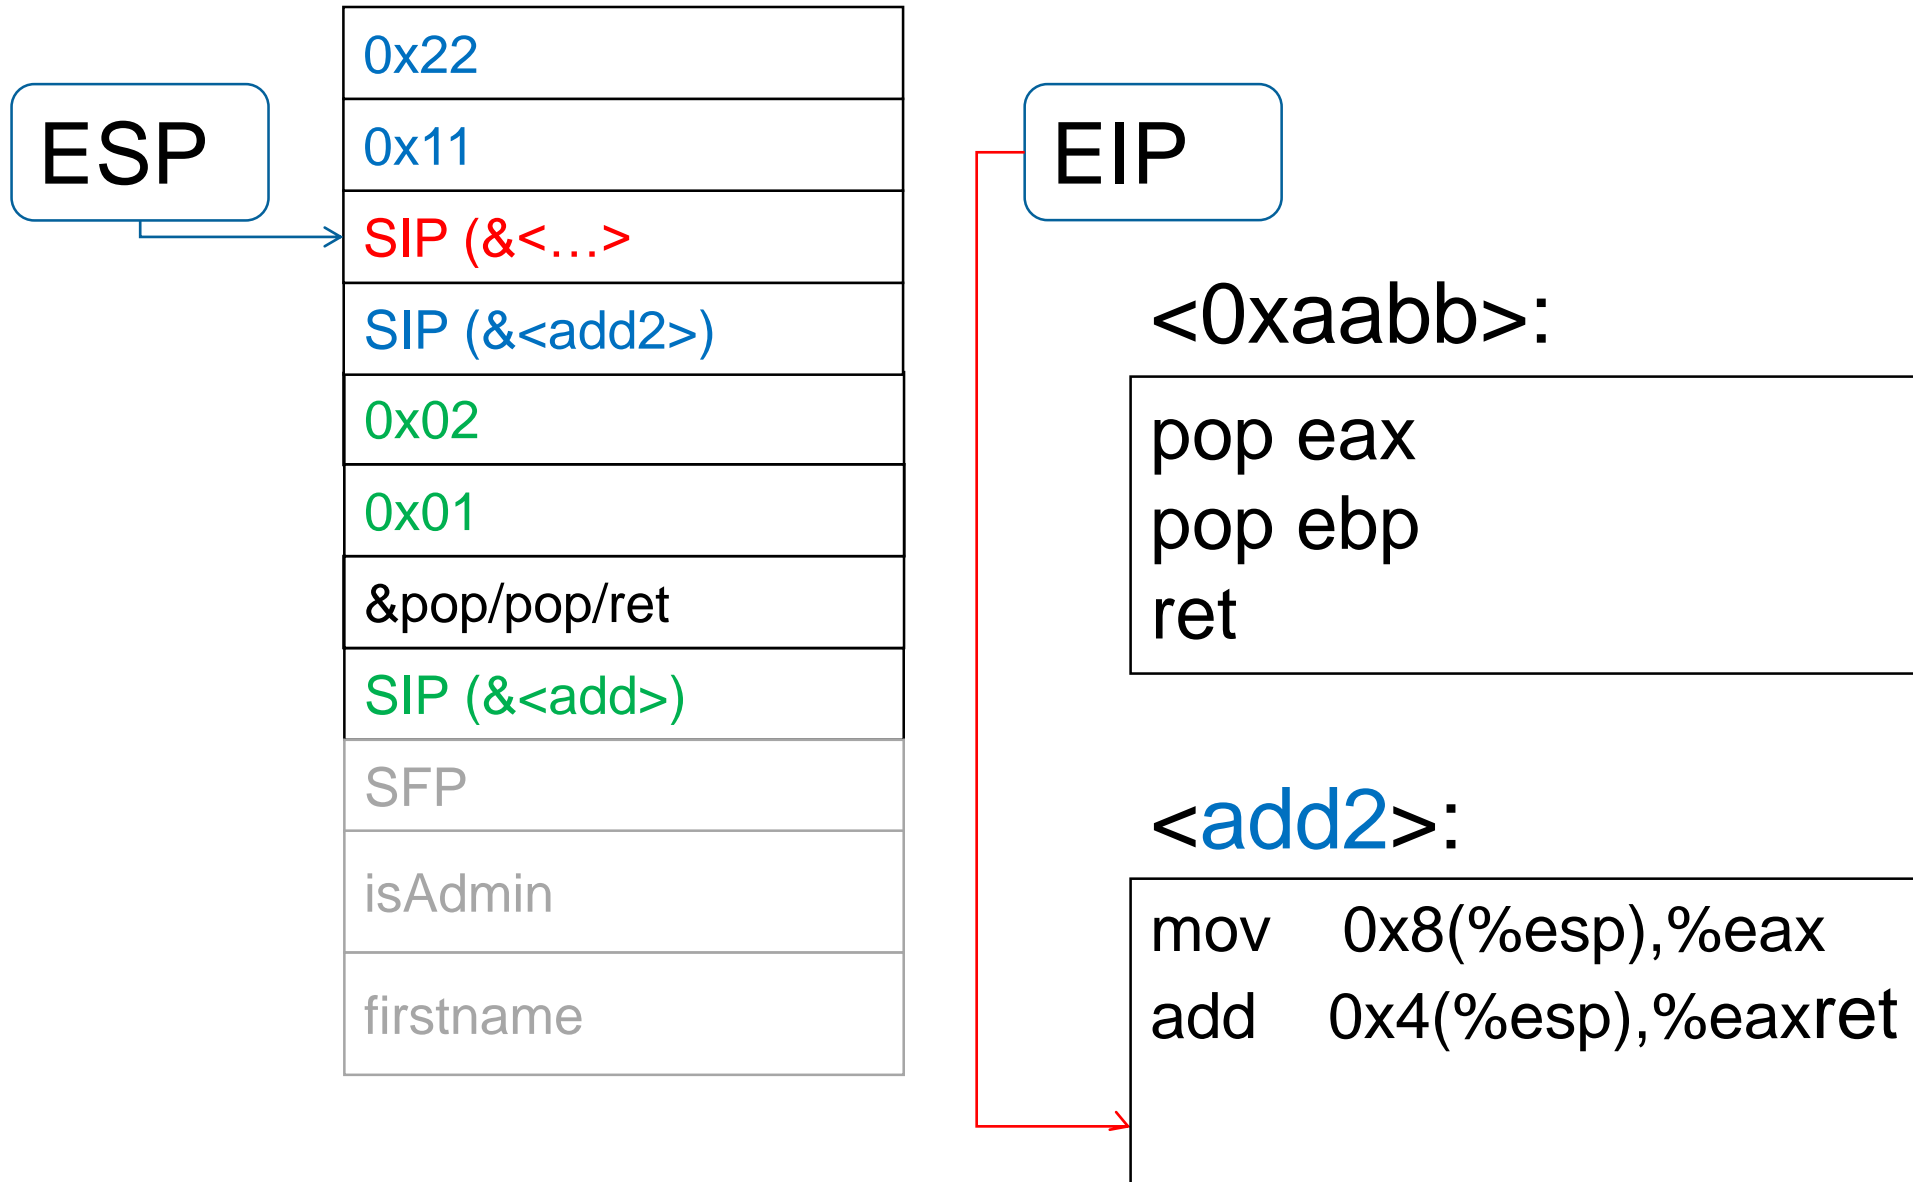 ESP
0x22
0x11
SIP (&<…>
SIP (&<add2>)
0x02
0x01
&pop/pop/ret
SIP (&<add>)
SFP
isAdmin
firstname
EIP
<0xaabb>:
pop eax
pop ebp
ret
<add2>:
mov 0x8(%esp),%eax
add 0x4(%esp),%eaxret